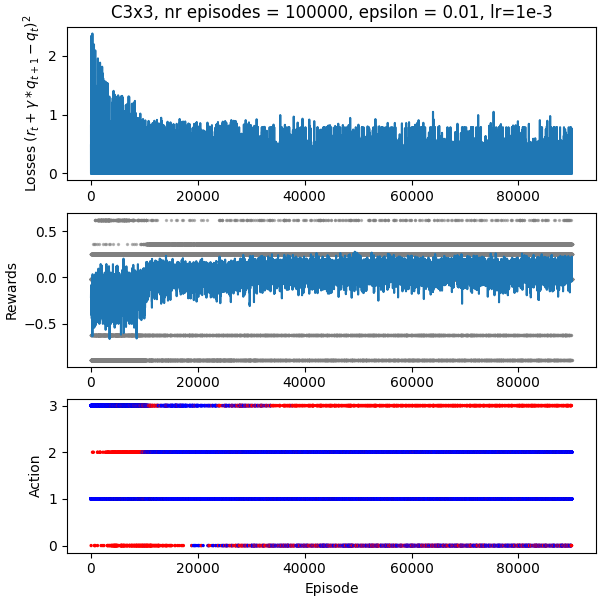 C3x3, nr episodes = 100000, epsilon = 0.01, lr=1e-3
Losses $(r_t + \gamma * q_{t+1} - q_t)^2$
2
1
0
0 20000 40000 60000 80000
Rewards
0.5
0.0
−0.5
0 20000 40000 60000 80000
Action
3
2
1
0
0 20000 40000 60000 80000
Episode